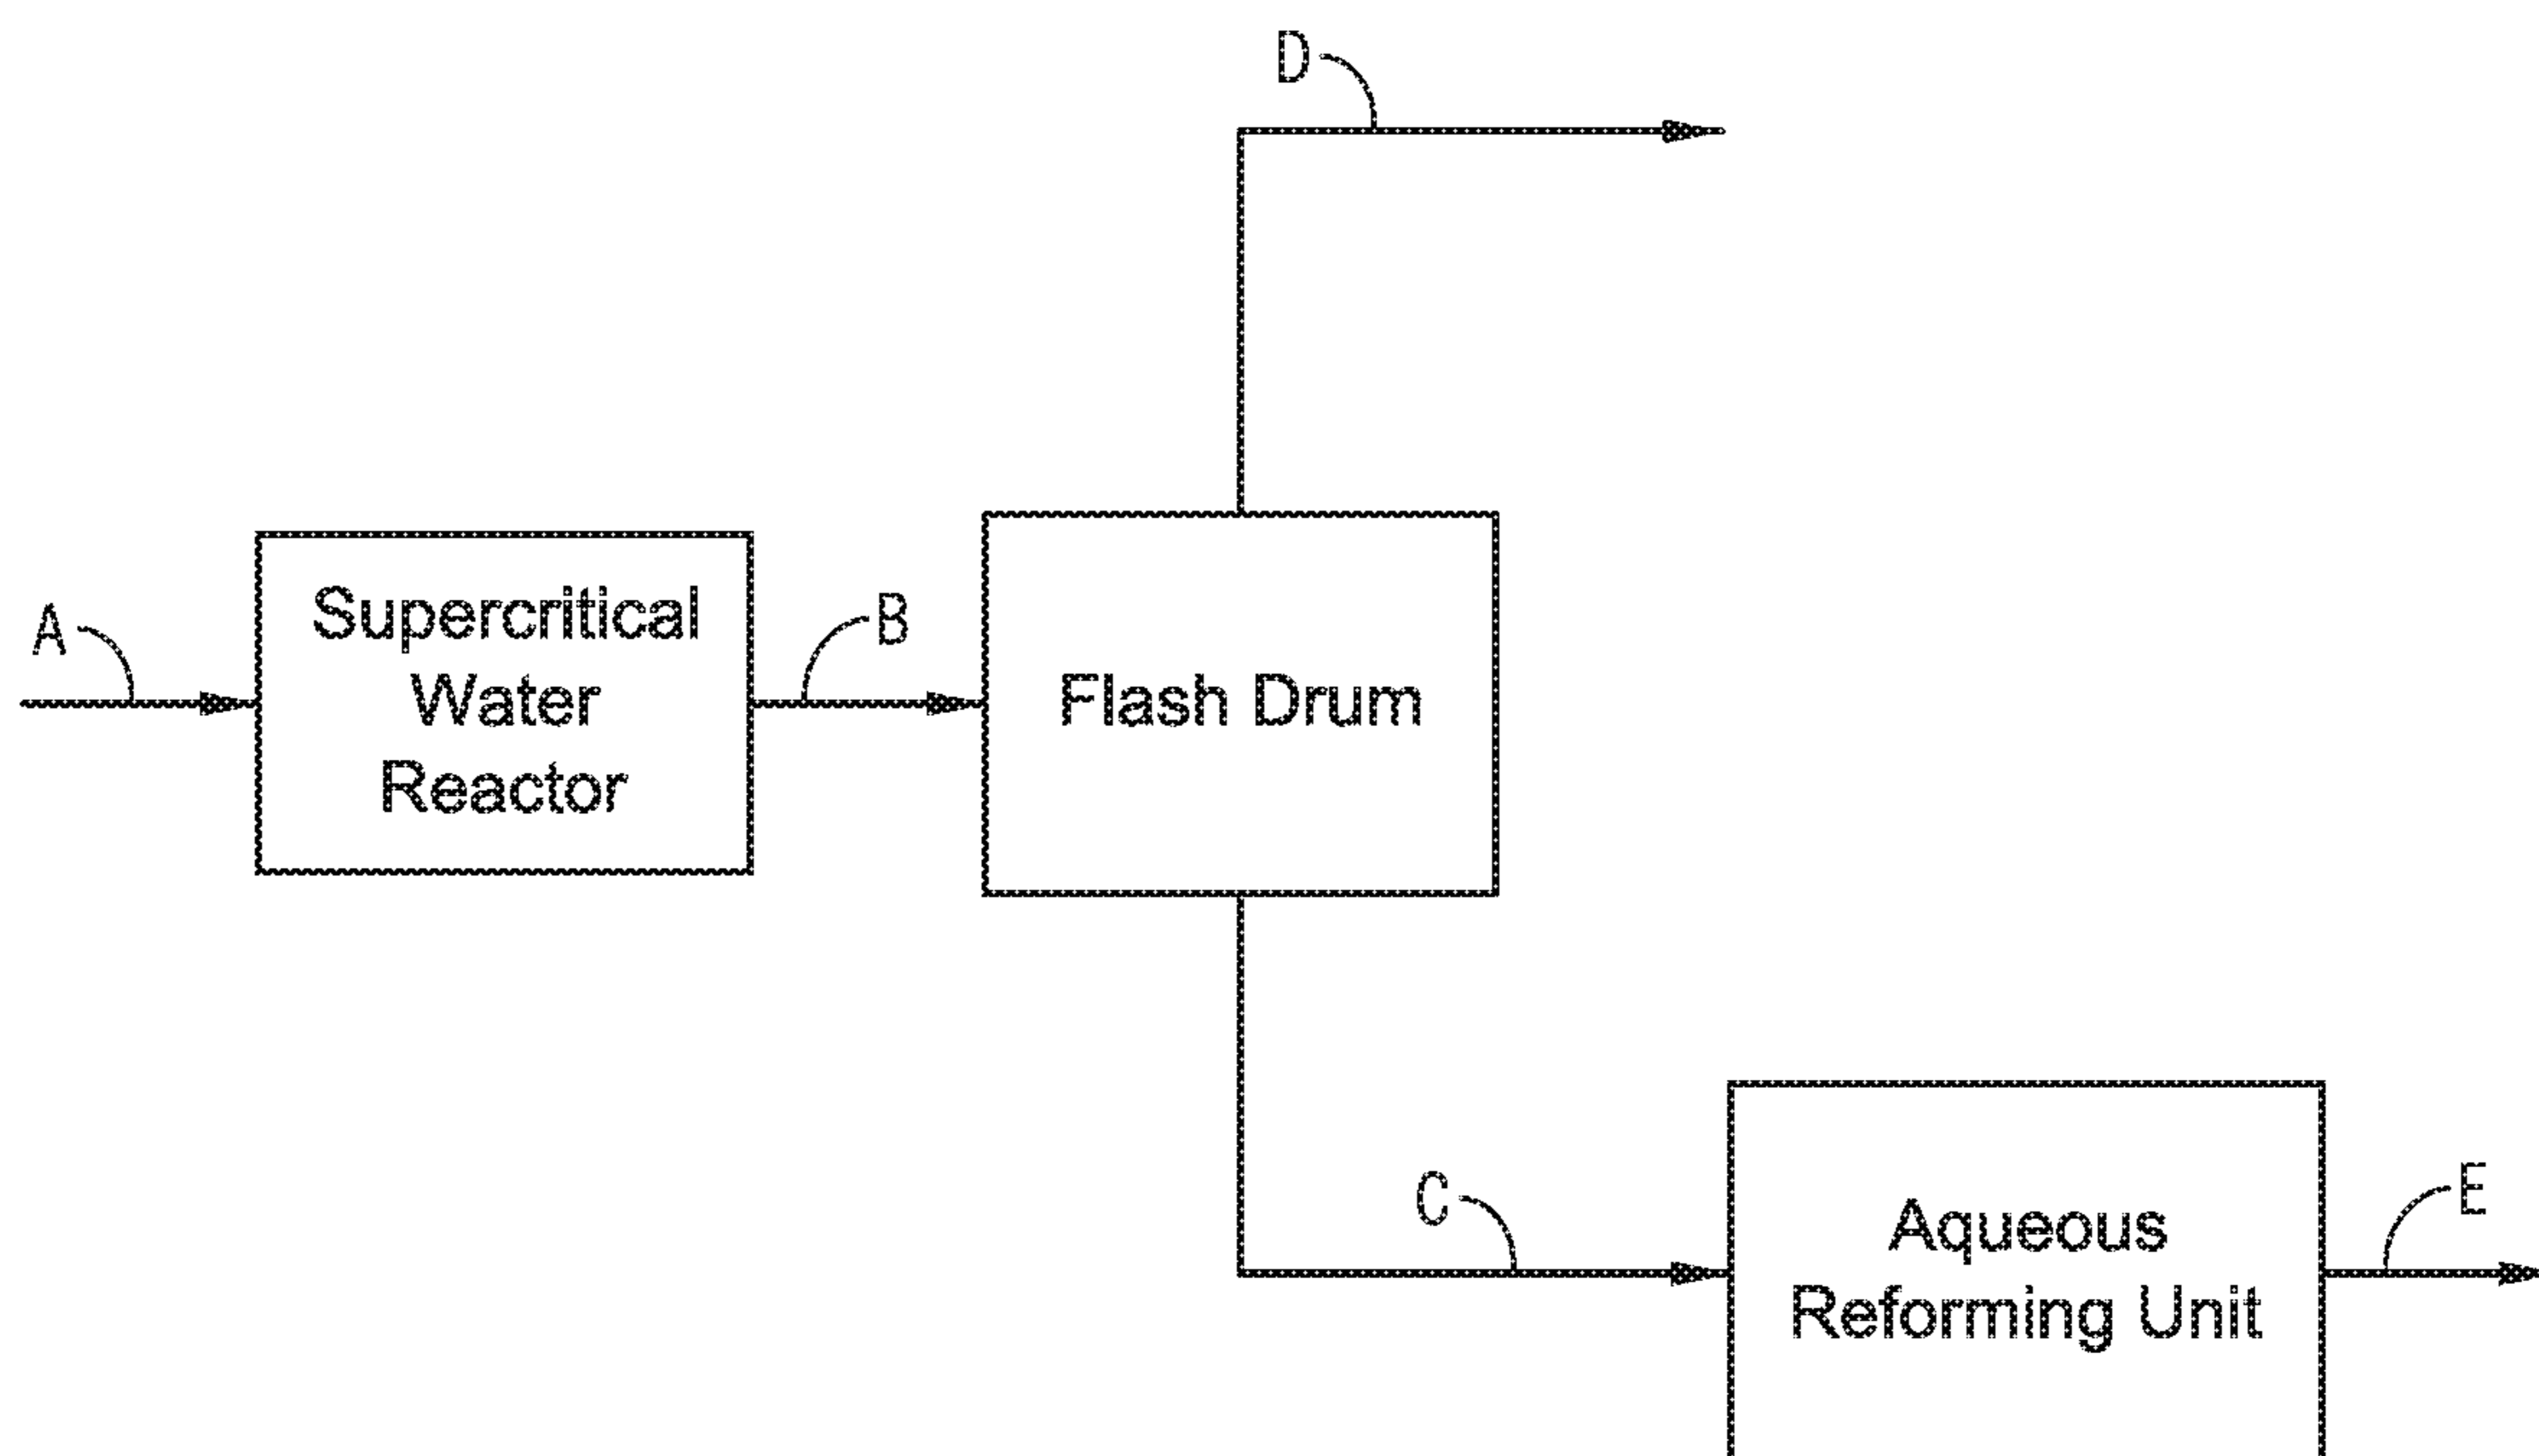 D
A
Supercritical
Water
Reactor
B
Flash Drum
C
Aqueous
Reforming Unit
E